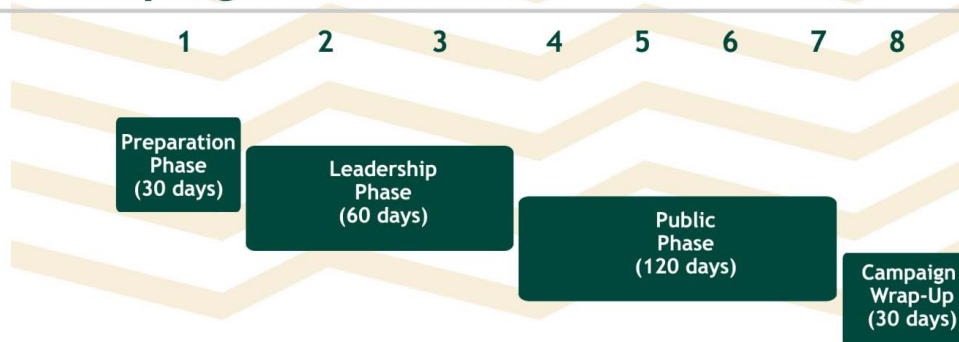 1 2 3 4 5 6 7 8
Preparation
Phase
(30 days)
Leadership
Phase
(60 days)
Public
Phase
(120 days)
Campaign
Wrap-Up
(30 days)